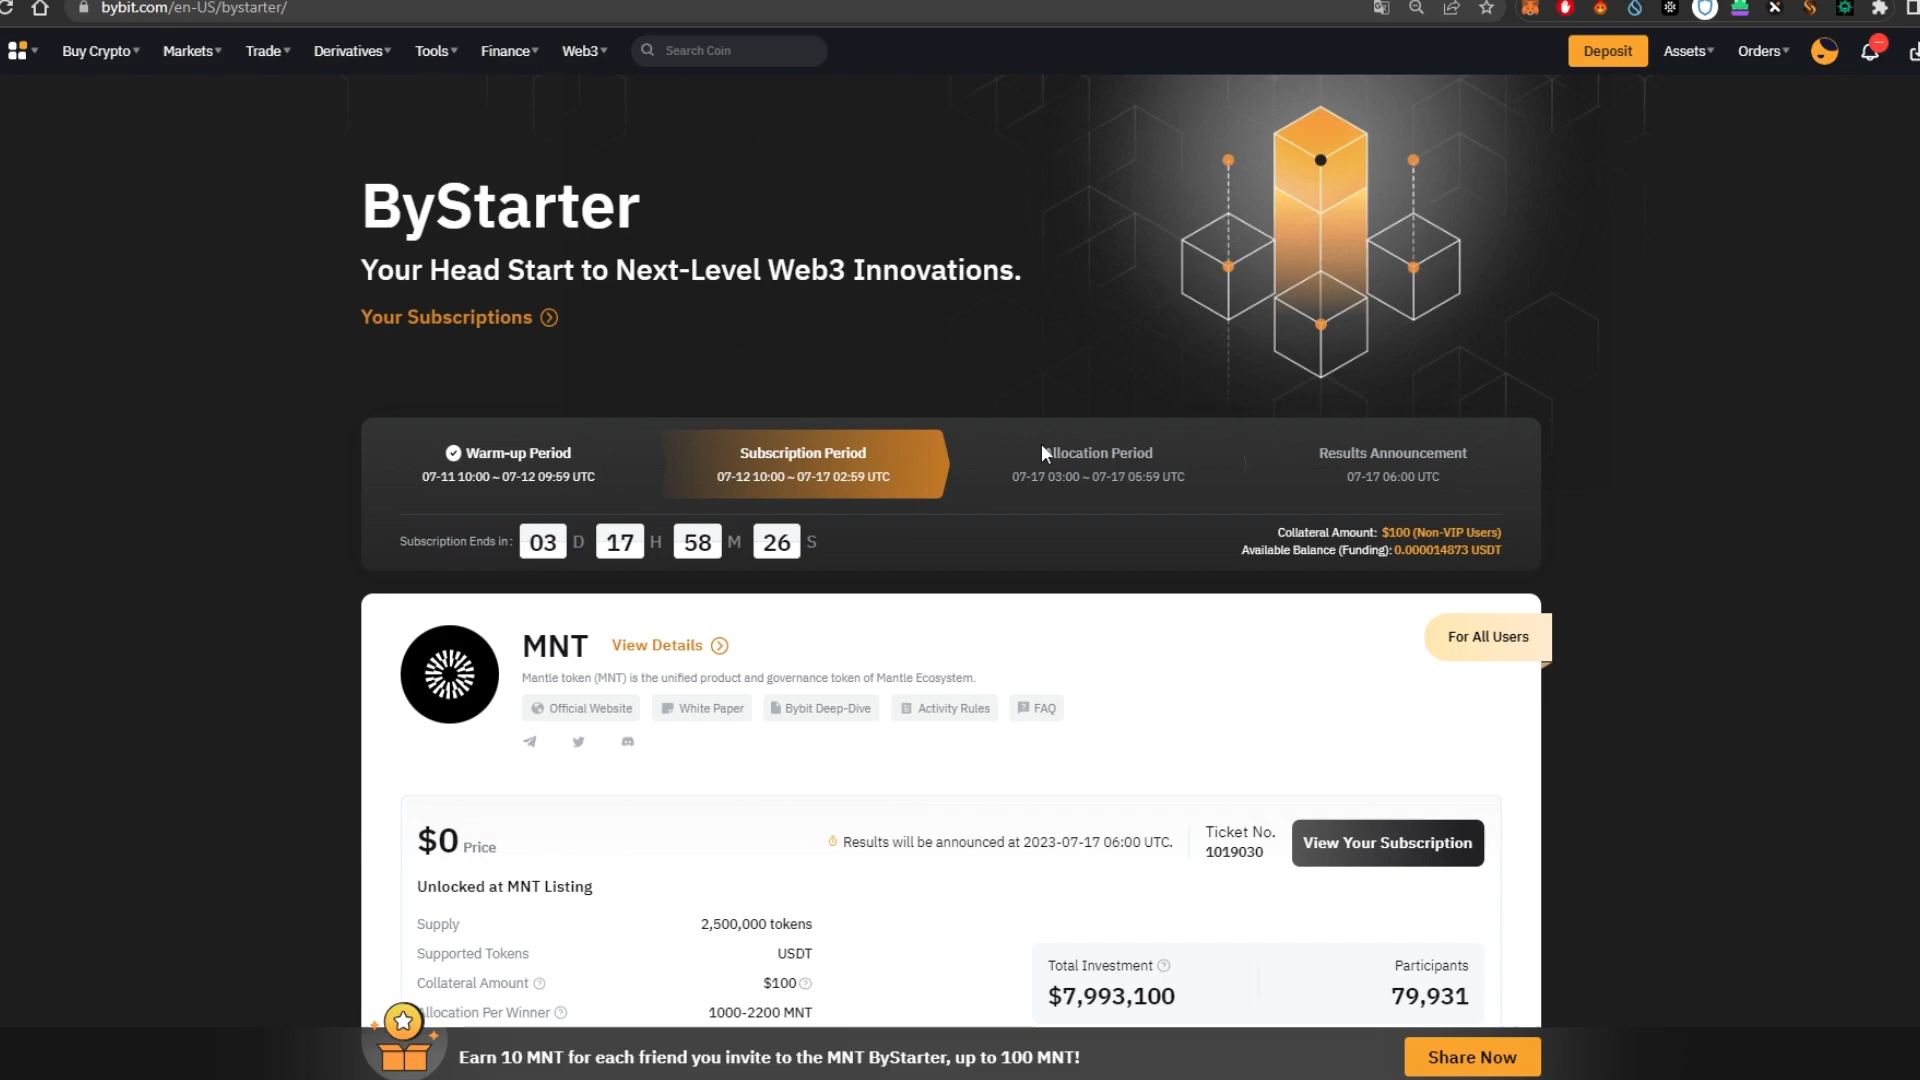 bybit.com/en-US/bystarter/
Buy Crypto
Markets
Trade
Derivatives
Tools
Finance
Web3
Search Coin
Deposit
Assets
Orders
ByStarter
Your Head Start to Next-Level Web3 Innovations.
Your Subscriptions
Warm-up Period
07-11 10:00 ~ 07-12 09:59 UTC
Subscription Period
07-12 10:00 ~ 07-17 02:59 UTC
Allocation Period
07-17 03:00 ~ 07-17 05:59 UTC
Results Announcement
07-17 06:00 UTC
Subscription Ends in: 03 D 17 H 58 M 26 S
Collateral Amount: $100 (Non-VIP Users)
Available Balance (Funding): 0.000014873 USDT
For All Users
MNT View Details
Mantle token (MNT) is the unified product and governance token of Mantle Ecosystem.
Official Website White Paper Bybit Deep-Dive Activity Rules FAQ
$0 Price
Results will be announced at 2023-07-17 06:00 UTC.
Ticket No.
1019030
View Your Subscription
Unlocked at MNT Listing
Supply 2,500,000 tokens
Supported Tokens USDT
Collateral Amount $100
Allocation Per Winner 1000-2200 MNT
Total Investment
$7,993,100
Participants
79,931
Earn 10 MNT for each friend you invite to the MNT ByStarter, up to 100 MNT!
Share Now